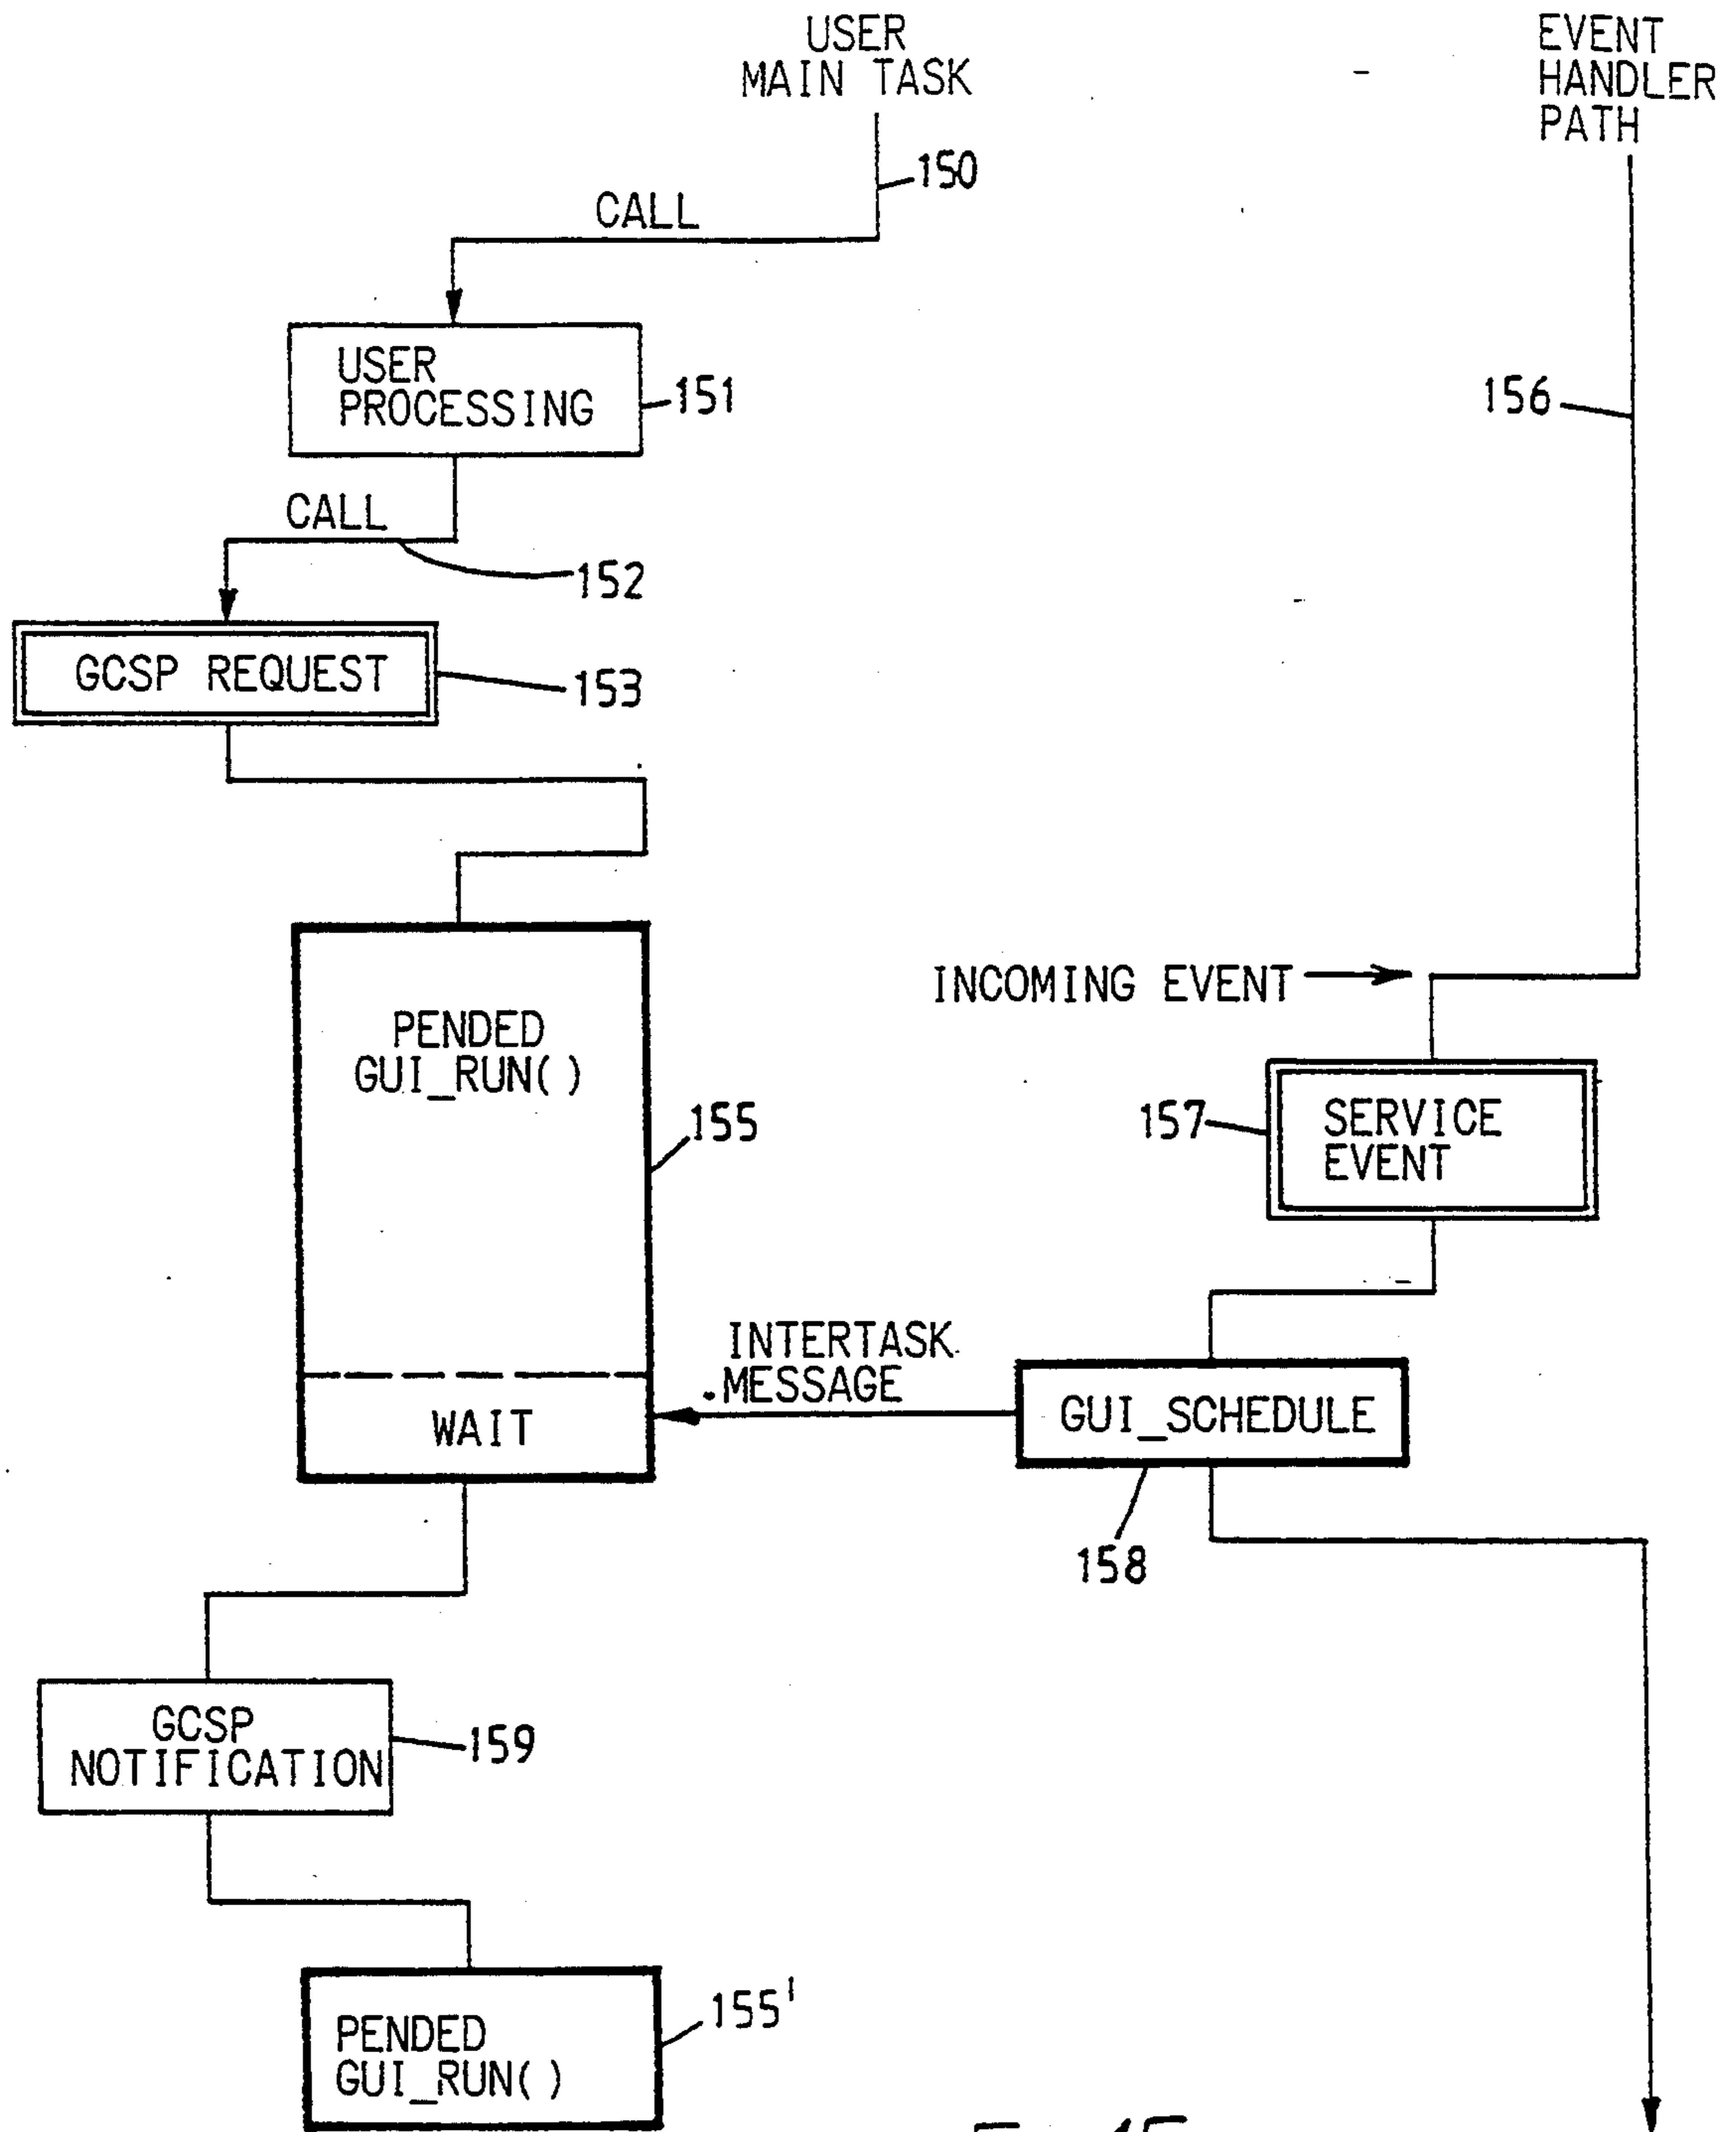 USER
MAIN TASK
EVENT
HANDLER
PATH
150
CALL
USER
PROCESSING
151
156
CALL
152
GCSP REQUEST
153
INCOMING EVENT
PENDED
GUI_RUN()
155
157
SERVICE
EVENT
INTERTASK
MESSAGE
WAIT
GUI_SCHEDULE
158
GCSP
NOTIFICATION
159
155'
PENDED
GUI_RUN()